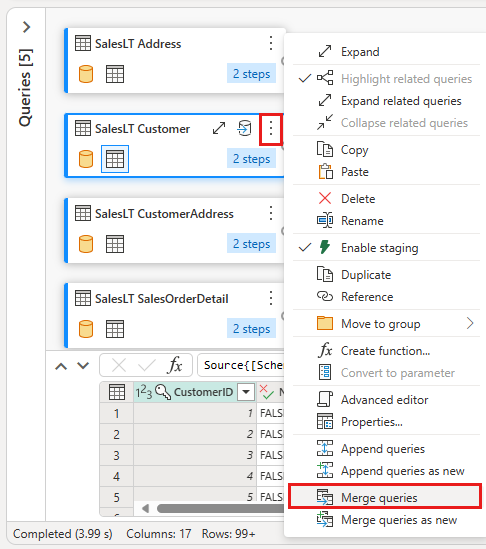 Queries [5]
SalesLT Address
2 steps
SalesLT Customer
2 steps
SalesLT CustomerAddress
2 steps
SalesLT SalesOrderDetail
2 steps
Expand
Highlight related queries
Expand related queries
Collapse related queries
Copy
Paste
Delete
Rename
Enable staging
Duplicate
Reference
Move to group
Create function...
Convert to parameter
Advanced editor
Properties...
Append queries
Append queries as new
Merge queries
Merge queries as new
fx
Source{[Sche
123 CustomerID
1 1 FALS
2 2 FALS
3 3 FALS
4 4 FALS
5 5 FALS
Completed (3.99 s) Columns: 17 Rows: 99+